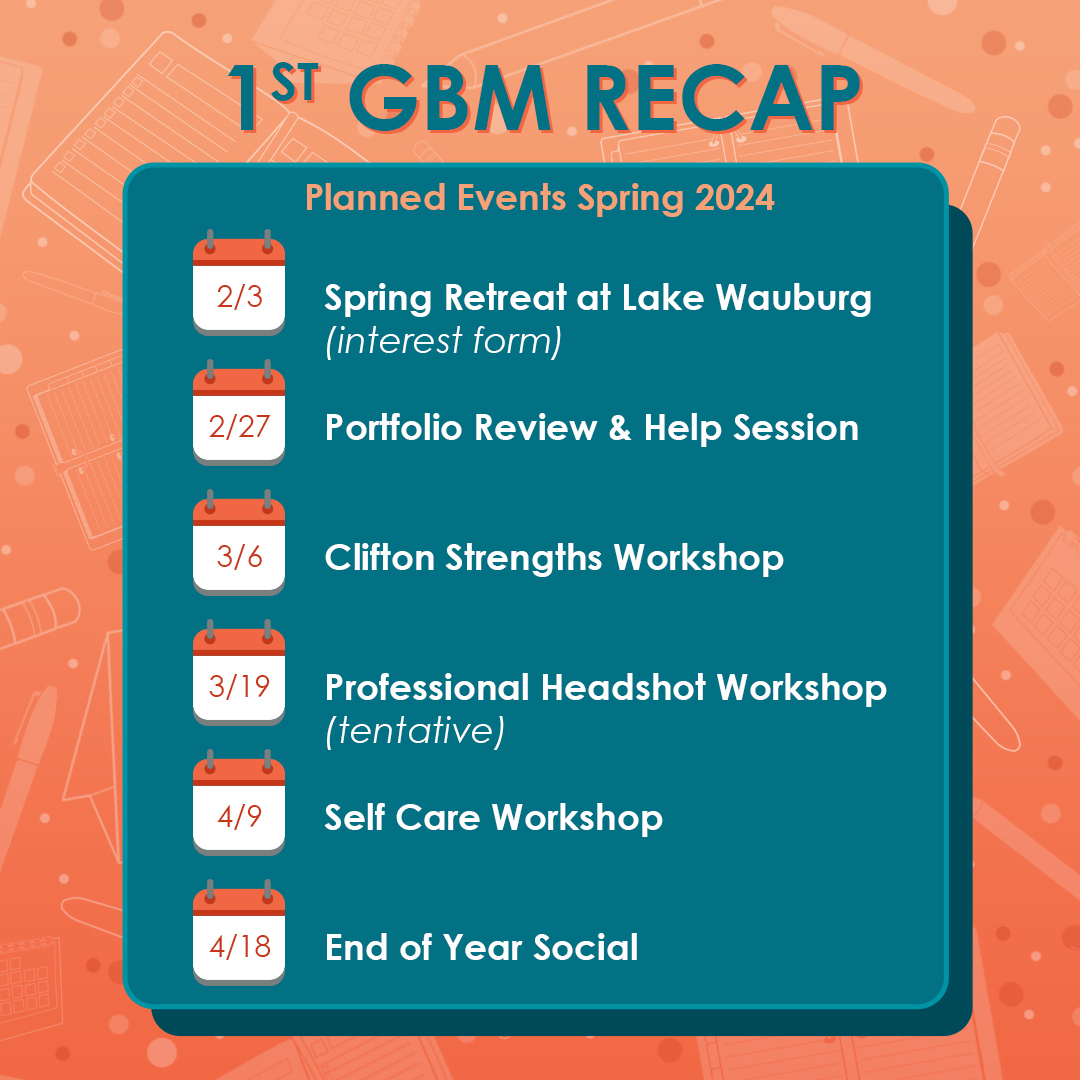 1ST GBM RECAP
Planned Events Spring 2024
2/3
Spring Retreat at Lake Wauburg
(interest form)
2/27
Portfolio Review & Help Session
3/6
Clifton Strengths Workshop
3/19
Professional Headshot Workshop
(tentative)
4/9
Self Care Workshop
4/18
End of Year Social